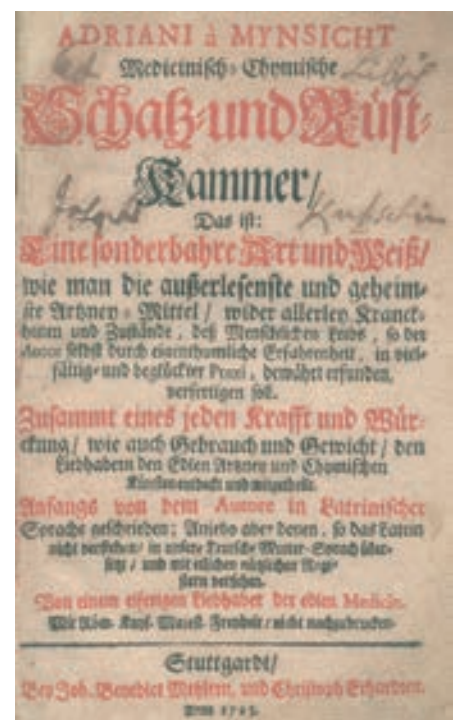 ADRIANI à MYNSICHT
Medicinisch-Chymische
Schatz-und Rüst-
Kammer/
Das ist:
Eine sonderbahre Art und Weiß/
wie man die außerlesenste und geheim-
ste Artzney-Mittel / wider allerley Kranck-
heiten und Zustände, deß Menschlichen Leibs, so der
Autor selbst durch eigenthumliche Erfahrenheit, in viel-
fältig-und beglückter Praxi, bewährt erfunden,
verfertigen soll.
Zusammt eines jeden Krafft und Wür-
ckung / wie auch Gebrauch und Gewicht / den
Liebhabern der Edlen Artzney und Chymischen
Künsten entdeckt und mitgetheilt.
Anfangs von dem Autore in Lateinischer
Sprache geschrieben; Anjetzo aber denen, so das Latein
nicht verstehen / in unsere Teutsch-Mutter-Sprach über-
setzt / und mit etlichen nützlichen Regi-
stern versehen.
Von einem eiferigen Liebhaber der edlen Medicin.
Mit Röm. Kays. Majest. Freyheit / nicht nachzudrucken.
Stuttgardt/
Bey Joh. Benedict Metzlern, und Christoph Erhardten.
Anno